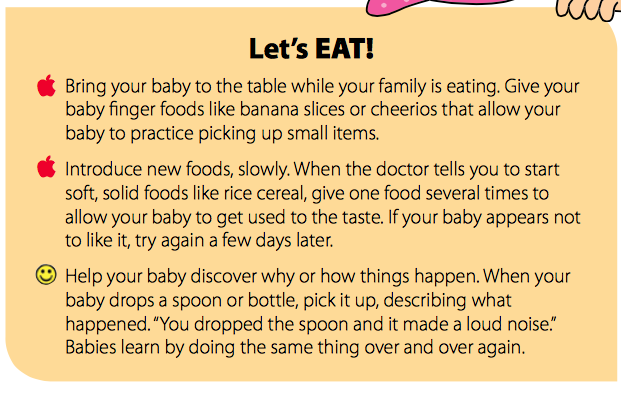 Let's EAT!
Bring your baby to the table while your family is eating. Give your
baby finger foods like banana slices or cheerios that allow your
baby to practice picking up small items.
Introduce new foods, slowly. When the doctor tells you to start
soft, solid foods like rice cereal, give one food several times to
allow your baby to get used to the taste. If your baby appears not
to like it, try again a few days later.
Help your baby discover why or how things happen. When your
baby drops a spoon or bottle, pick it up, describing what
happened. “You dropped the spoon and it made a loud noise.”
Babies learn by doing the same thing over and over again.